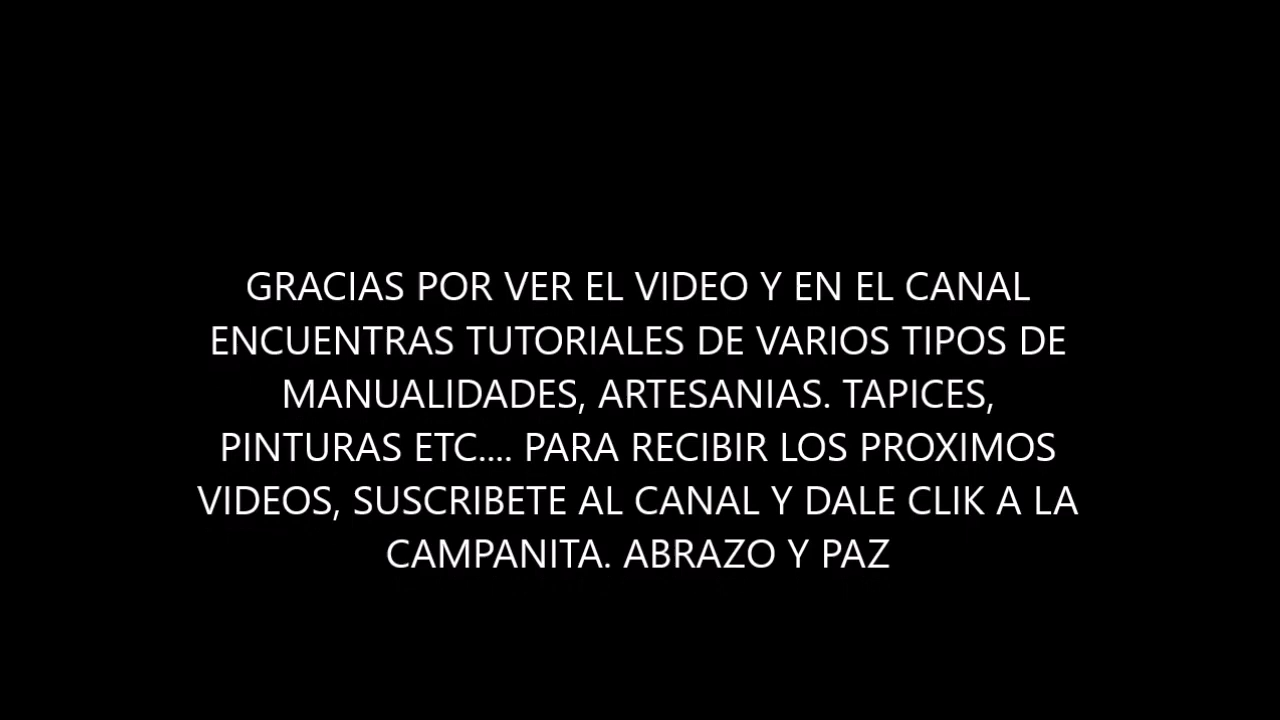 GRACIAS POR VER EL VIDEO Y EN EL CANAL
ENCUENTRAS TUTORIALES DE VARIOS TIPOS DE
MANUALIDADES, ARTESANIAS. TAPICES,
PINTURAS ETC.... PARA RECIBIR LOS PROXIMOS
VIDEOS, SUSCRIBETE AL CANAL Y DALE CLIK A LA
CAMPANITA. ABRAZO Y PAZ